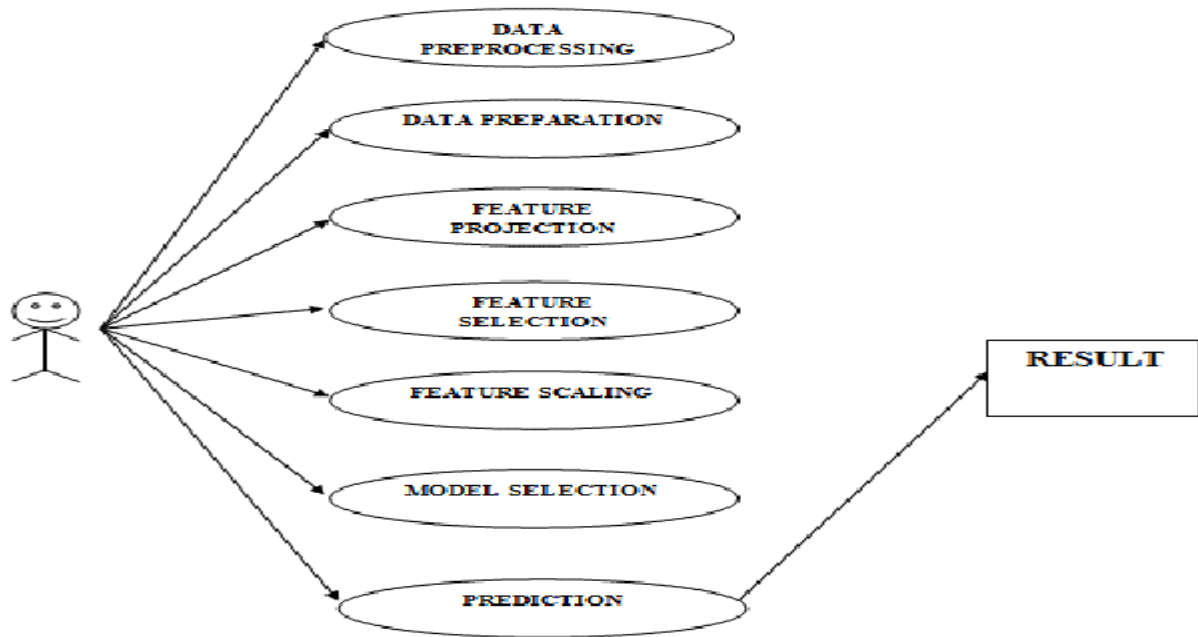 DATA
PREPROCESSING
DATA PREPARATION
FEATURE
PROJECTION
FEATURE
SELECTION
FEATURE SCALING
MODEL SELECTION
PREDICTION
RESULT